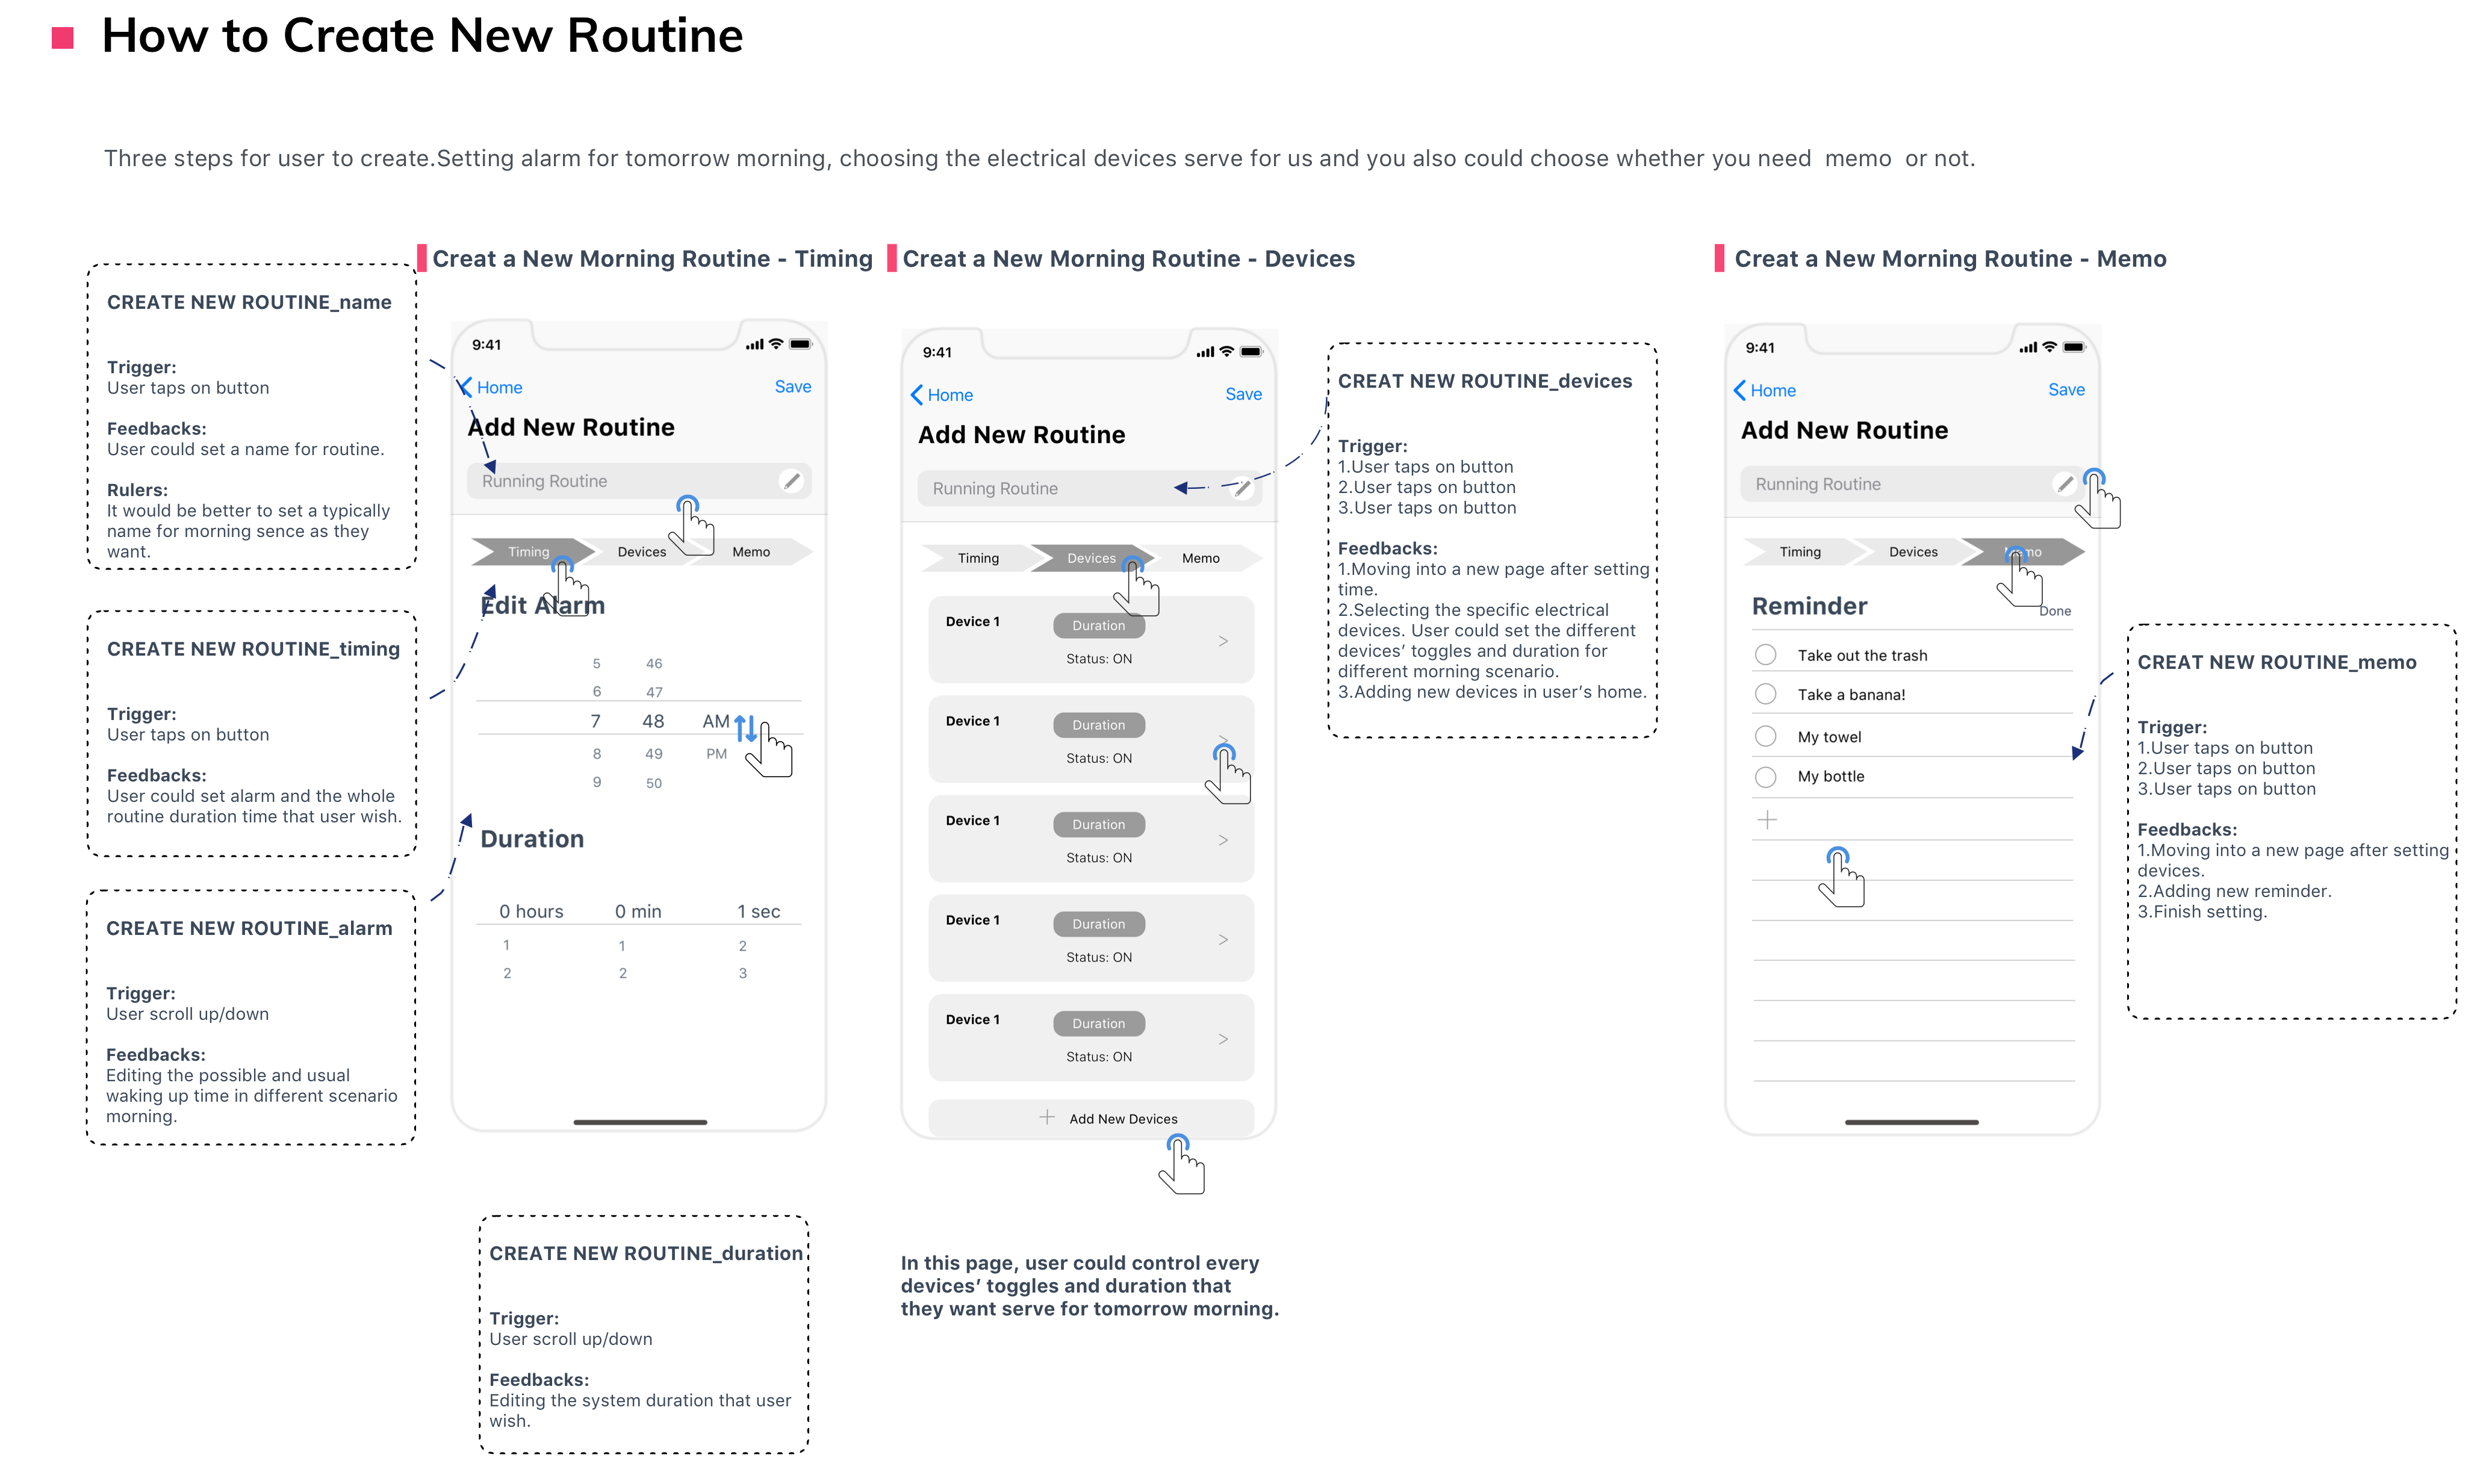 How to Create New Routine
Three steps for user to create.Setting alarm for tomorrow morning, choosing the electrical devices serve for us and you also could choose whether you need  memo  or not.
CREATE NEW ROUTINE_name
Trigger:
User taps on button
Feedbacks:
User could set a name for routine.
Rulers:
It would be better to set a typically
name for morning sence as they
want.
CREATE NEW ROUTINE_timing
Trigger:
User taps on button
Feedbacks:
User could set alarm and the whole
routine duration time that user wish.
CREATE NEW ROUTINE_alarm
Trigger:
User scroll up/down
Feedbacks:
Editing the possible and usual
waking up time in different scenario
morning.
Creat a New Morning Routine - Timing
9:41
Home
Save
Add New Routine
Running Routine
Timing
Devices
Memo
Edit Alarm
5 46
6 47
7 48 AM
8 49 PM
9 50
Duration
0 hours 0 min 1 sec
1 1 2
2 2 3
CREATE NEW ROUTINE_duration
Trigger:
User scroll up/down
Feedbacks:
Editing the system duration that user
wish.
Creat a New Morning Routine - Devices
9:41
Home
Save
Add New Routine
Running Routine
Timing
Devices
Memo
Device 1
Duration
Status: ON
>
Device 1
Duration
Status: ON
>
Device 1
Duration
Status: ON
>
Device 1
Duration
Status: ON
>
Device 1
Duration
Status: ON
>
Add New Devices
In this page, user could control every
devices’ toggles and duration that
they want serve for tomorrow morning.
CREAT NEW ROUTINE_devices
Trigger:
1.User taps on button
2.User taps on button
3.User taps on button
Feedbacks:
1.Moving into a new page after setting
time.
2.Selecting the specific electrical
devices. User could set the different
devices’ toggles and duration for
different morning scenario.
3.Adding new devices in user’s home.
Creat a New Morning Routine - Memo
9:41
Home
Save
Add New Routine
Running Routine
Timing
Devices
Memo
Reminder
Done
Take out the trash
Take a banana!
My towel
My bottle
CREAT NEW ROUTINE_memo
Trigger:
1.User taps on button
2.User taps on button
3.User taps on button
Feedbacks:
1.Moving into a new page after setting
devices.
2.Adding new reminder.
3.Finish setting.